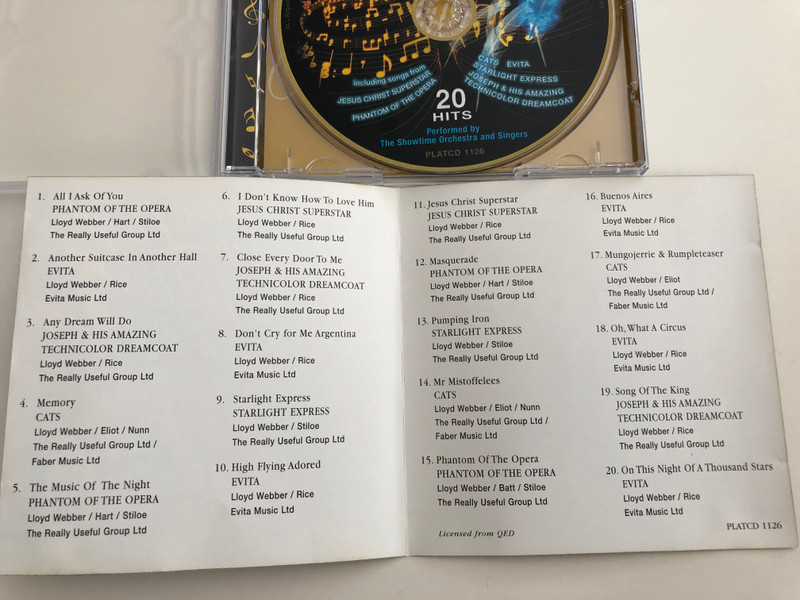 including songs from
JESUS CHRIST SUPERSTAR
PHANTOM OF THE OPERA
CATS EVITA
STARLIGHT EXPRESS
JOSEPH & HIS AMAZING
TECHNICOLOR DREAMCOAT
20
HITS
Performed by
The Showtime Orchestra and Singers
PLATCD 1126
1. All I Ask Of You
PHANTOM OF THE OPERA
Lloyd Webber / Hart / Stiloe
The Really Useful Group Ltd
2. Another Suitcase In Another Hall
EVITA
Lloyd Webber / Rice
Evita Music Ltd
3. Any Dream Will Do
JOSEPH & HIS AMAZING
TECHNICOLOR DREAMCOAT
Lloyd Webber / Rice
The Really Useful Group Ltd
4. Memory
CATS
Lloyd Webber / Eliot / Nunn
The Really Useful Group Ltd /
Faber Music Ltd
5. The Music Of The Night
PHANTOM OF THE OPERA
Lloyd Webber / Hart / Stiloe
The Really Useful Group Ltd
6. I Don't Know How To Love Him
JESUS CHRIST SUPERSTAR
Lloyd Webber / Rice
The Really Useful Group Ltd
7. Close Every Door To Me
JOSEPH & HIS AMAZING
TECHNICOLOR DREAMCOAT
Lloyd Webber / Rice
The Really Useful Group Ltd
8. Don't Cry for Me Argentina
EVITA
Lloyd Webber / Rice
Evita Music Ltd
9. Starlight Express
STARLIGHT EXPRESS
Lloyd Webber / Stiloe
The Really Useful Group Ltd
10. High Flying Adored
EVITA
Lloyd Webber / Rice
Evita Music Ltd
11. Jesus Christ Superstar
JESUS CHRIST SUPERSTAR
Lloyd Webber / Rice
The Really Useful Group Ltd
12. Masquerade
PHANTOM OF THE OPERA
Lloyd Webber / Hart / Stiloe
The Really Useful Group Ltd
13. Pumping Iron
STARLIGHT EXPRESS
Lloyd Webber / Stiloe
The Really Useful Group Ltd
14. Mr Mistoffelees
CATS
Lloyd Webber / Eliot / Nunn
The Really Useful Group Ltd /
Faber Music Ltd
15. Phantom Of The Opera
PHANTOM OF THE OPERA
Lloyd Webber / Batt / Stiloe
The Really Useful Group Ltd
Licensed from QED
16. Buenos Aires
EVITA
Lloyd Webber / Rice
Evita Music Ltd
17. Mungojerrie & Rumpleteaser
CATS
Lloyd Webber / Eliot
The Really Useful Group Ltd /
Faber Music Ltd
18. Oh, What A Circus
EVITA
Lloyd Webber / Rice
Evita Music Ltd
19. Song Of The King
JOSEPH & HIS AMAZING
TECHNICOLOR DREAMCOAT
Lloyd Webber / Rice
The Really Useful Group Ltd
20. On This Night Of A Thousand Stars
EVITA
Lloyd Webber / Rice
Evita Music Ltd
PLATCD 1126